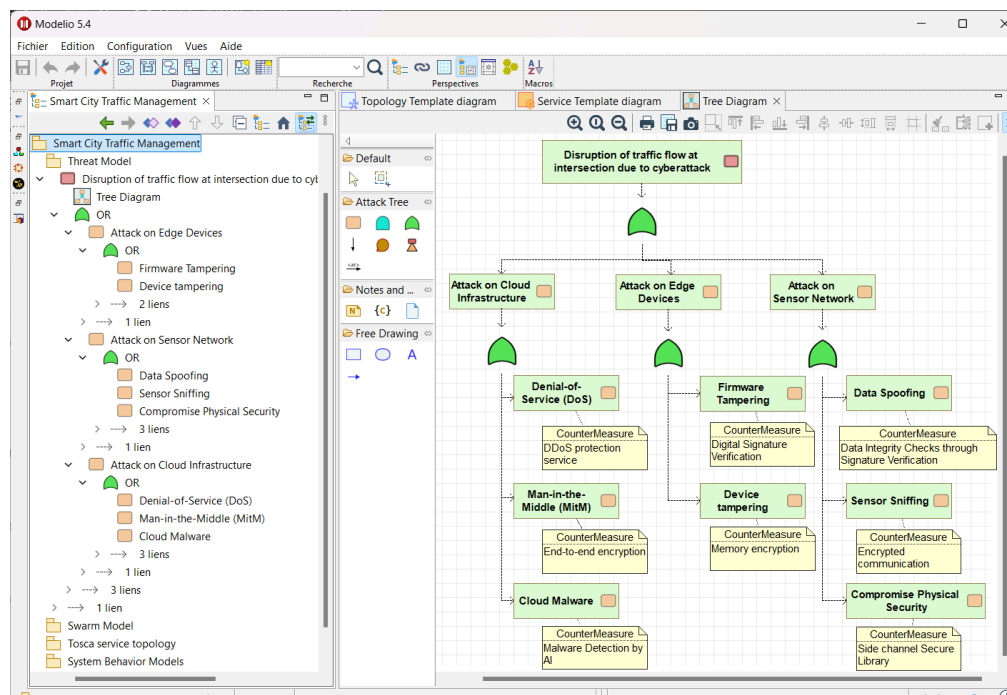 Modelio 5.4
Fichier Edition Configuration Vues Aide
Projet Diagrammes Recherche Perspectives Macros
Smart City Traffic Management
Smart City Traffic Management
Threat Model
Disruption of traffic flow at intersection due to cyb
Tree Diagram
OR
Attack on Edge Devices
OR
Firmware Tampering
Device tampering
2 liens
1 lien
Attack on Sensor Network
OR
Data Spoofing
Sensor Sniffing
Compromise Physical Security
3 liens
1 lien
Attack on Cloud Infrastructure
OR
Denial-of-Service (DoS)
Man-in-the-Middle (MitM)
Cloud Malware
3 liens
1 lien
3 liens
1 lien
Swarm Model
Tosca service topology
System Behavior Models
Topology Template diagram
Service Template diagram
Tree Diagram
Default
Attack Tree
Notes and ...
N
{c}
Free Drawing
A
Disruption of traffic flow at
intersection due to cyberattack
Attack on Cloud
Infrastructure
Attack on Edge
Devices
Attack on
Sensor Network
Denial-of-
Service (DoS)
CounterMeasure
DDoS protection
service
Man-in-the-
Middle (MitM)
CounterMeasure
End-to-end encryption
Cloud Malware
CounterMeasure
Malware Detection by
AI
Firmware
Tampering
CounterMeasure
Digital Signature
Verification
Device
tampering
CounterMeasure
Memory encryption
Data Spoofing
CounterMeasure
Data Integrity Checks through
Signature Verification
Sensor Sniffing
CounterMeasure
Encrypted
communication
Compromise Physical
Security
CounterMeasure
Side channel Secure
Library